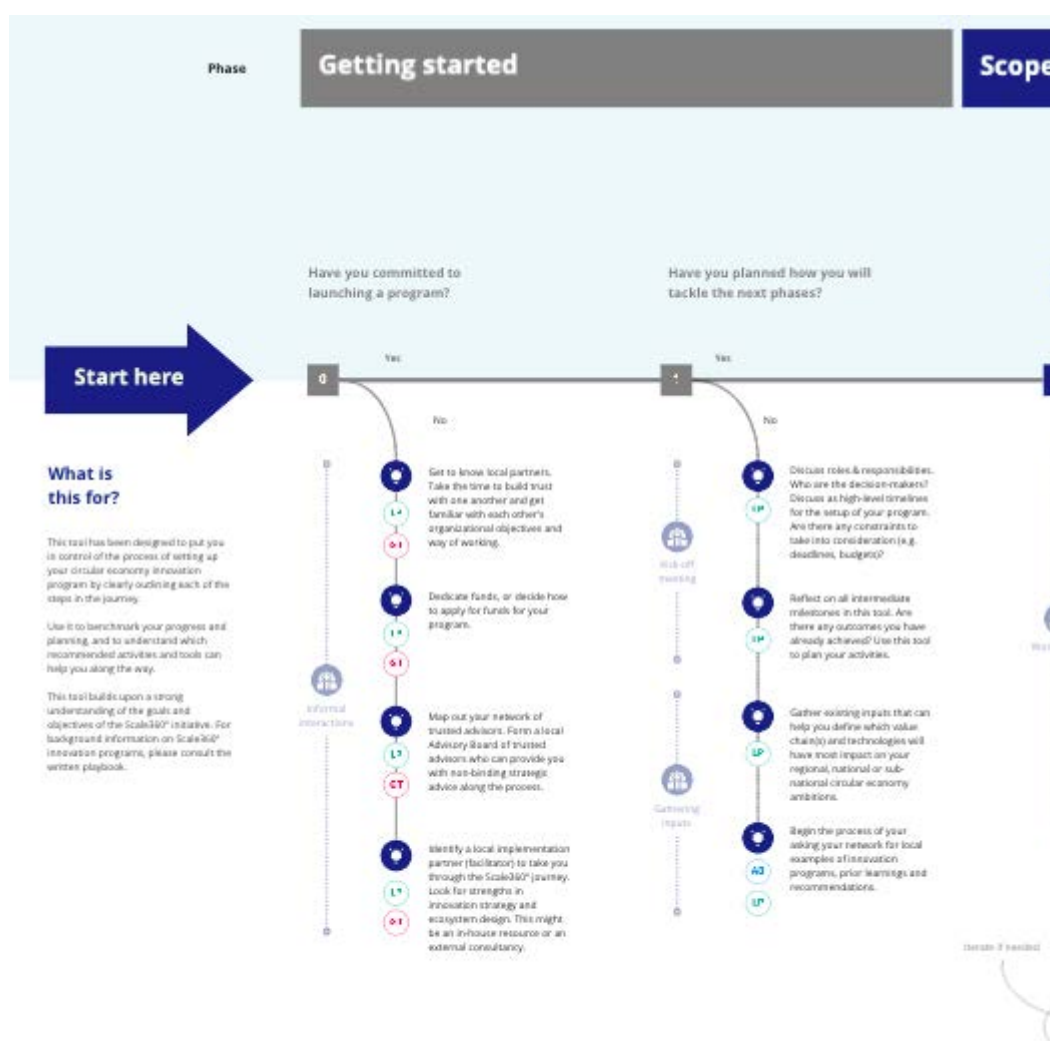 Phase
Getting started
Scope
Have you committed to
launching a program?
Have you planned how you will
tackle the next phases?
Start here
Yes
Yes
0
1
No
No
What is
this for?
This tool has been designed to put you
in control of the process of setting up
your circular economy innovation
program by clearly outlining each of the
steps in the journey.
Use it to benchmark your progress and
planning, and to understand which
recommended activities and tools can
help you along the way.
This tool builds upon a strong
understanding of the goals and
objectives of the Scale360° initiative. For
background information on Scale360°
innovation programs, please consult the
written playbook.
Informal
interactions
Get to know local partners.
Take the time to build trust
with one another and get
familiar with each other's
organizational objectives and
way of working.
Dedicate funds, or decide how
to apply for funds for your
program.
Map out your network of
trusted advisors. Form a local
Advisory Board of trusted
advisors who can provide you
with non-binding strategic
advice along the process.
GT
Identify a local implementation
partner (facilitator) to take you
through the Scale360° journey.
Look for strengths in
innovation strategy and
ecosystem design. This might
be an in-house resource or an
external consultancy.
Kick-off
meeting
Gathering
inputs
Discuss roles & responsibilities.
Who are the decision-makers?
Discuss as high-level timelines
for the setup of your program.
Are there any constraints to
take into consideration (e.g.
deadlines, budgets)?
LP
Reflect on all intermediate
milestones in this tool. Are
there any outcomes you have
already achieved? Use this tool
to plan your activities.
LP
Gather existing inputs that can
help you define which value
chain(s) and technologies will
have most impact on your
regional, national or sub-
national circular economy
ambitions.
LP
Begin the process of your
asking your network for local
examples of innovation
programs, prior learnings and
recommendations.
AB
LP
Iterate if needed